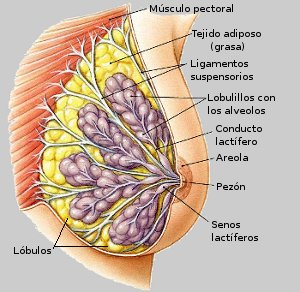 Músculo pectoral
Tejido adiposo
(grasa)
Ligamentos
suspensorios
Lobulillos con
los alveolos
Conducto
lactífero
Areola
Pezón
Senos
lactíferos
Lóbulos